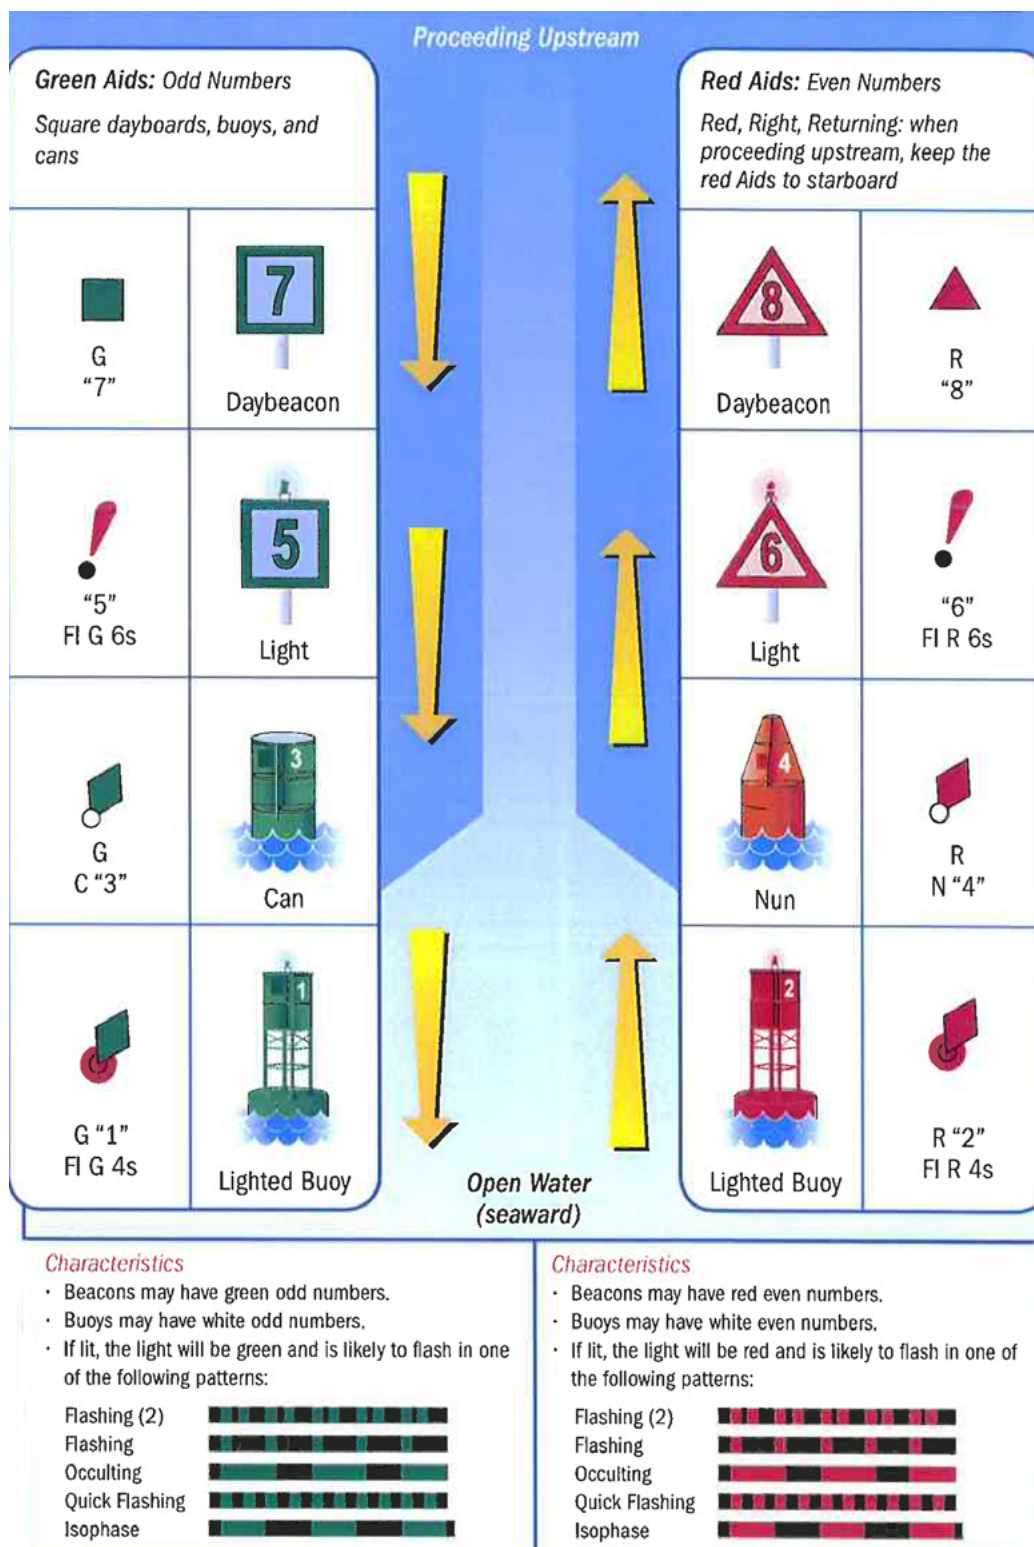 Proceeding Upstream
Green Aids: Odd Numbers
Square dayboards, buoys, and
cans
G
"7"
7
Daybeacon
"5"
Fl G 6s
5
Light
G
C "3"
3
Can
G "1"
Fl G 4s
1
Lighted Buoy
Red Aids: Even Numbers
Red, Right, Returning: when
proceeding upstream, keep the
red Aids to starboard
8
Daybeacon
R
"8"
6
Light
"6"
Fl R 6s
4
Nun
R
N "4"
2
Lighted Buoy
R "2"
Fl R 4s
Open Water
(seaward)
Characteristics
· Beacons may have green odd numbers.
· Buoys may have white odd numbers.
· If lit, the light will be green and is likely to flash in one
of the following patterns:
Flashing (2)
Flashing
Occulting
Quick Flashing
Isophase
Characteristics
· Beacons may have red even numbers.
· Buoys may have white even numbers.
· If lit, the light will be red and is likely to flash in one of
the following patterns:
Flashing (2)
Flashing
Occulting
Quick Flashing
Isophase